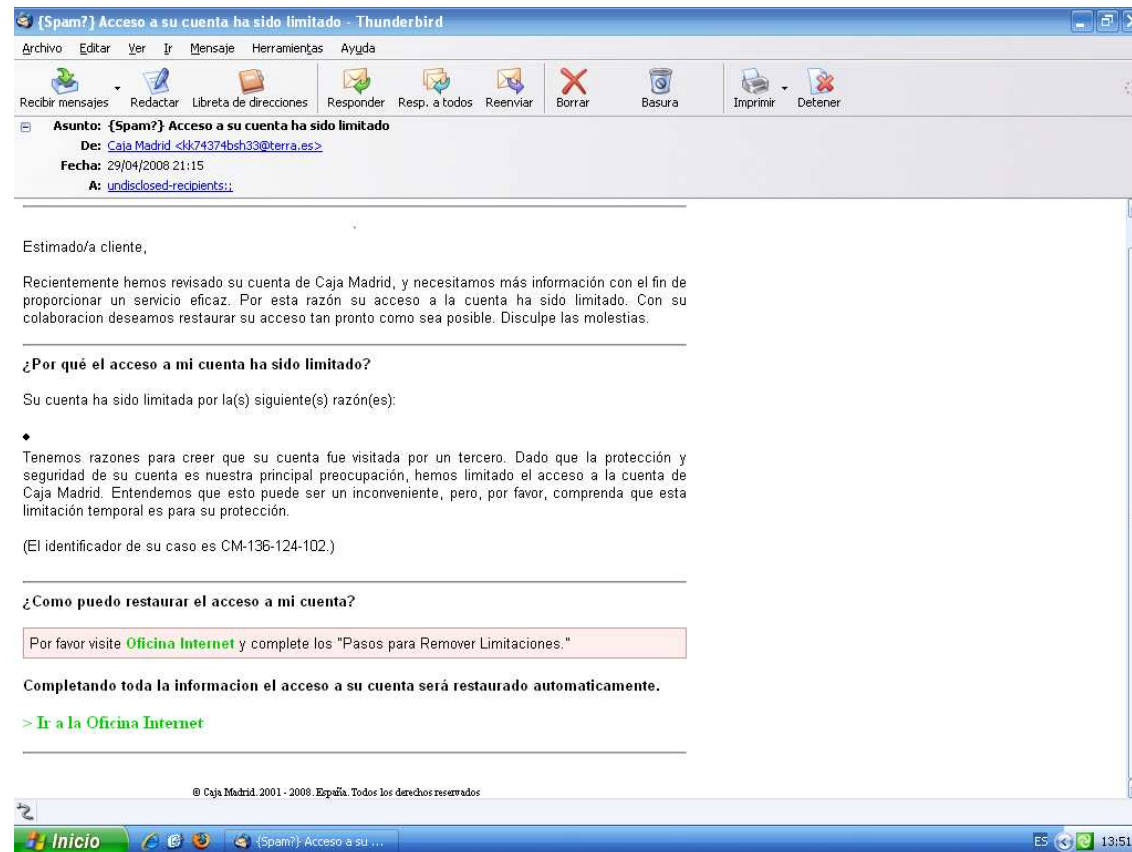 {Spam?} Acceso a su cuenta ha sido limitado - Thunderbird
Archivo Editar Ver Ir Mensaje Herramientas Ayuda
Recibir mensajes Redactar Libreta de direcciones Responder Resp. a todos Reenviar Borrar Basura Imprimir Detener
Asunto: {Spam?} Acceso a su cuenta ha sido limitado
De: Caja Madrid <kk74374bsh33@terra.es>
Fecha: 29/04/2008 21:15
A: undisclosed-recipients:;
Estimado/a cliente,
Recientemente hemos revisado su cuenta de Caja Madrid, y necesitamos más información con el fin de
proporcionar un servicio eficaz. Por esta razón su acceso a la cuenta ha sido limitado. Con su
colaboracion deseamos restaurar su acceso tan pronto como sea posible. Disculpe las molestias.
¿Por qué el acceso a mi cuenta ha sido limitado?
Su cuenta ha sido limitada por la(s) siguiente(s) razón(es):
Tenemos razones para creer que su cuenta fue visitada por un tercero. Dado que la protección y
seguridad de su cuenta es nuestra principal preocupación, hemos limitado el acceso a la cuenta de
Caja Madrid. Entendemos que esto puede ser un inconveniente, pero, por favor, comprenda que esta
limitación temporal es para su protección.
(El identificador de su caso es CM-136-124-102.)
¿Como puedo restaurar el acceso a mi cuenta?
Por favor visite Oficina Internet y complete los "Pasos para Remover Limitaciones."
Completando toda la informacion el acceso a su cuenta será restaurado automaticamente.
> Ir a la Oficina Internet
© Caja Madrid. 2001 - 2008. España. Todos los derechos reservados
Inicio {Spam?} Acceso a su ... ES 13:51